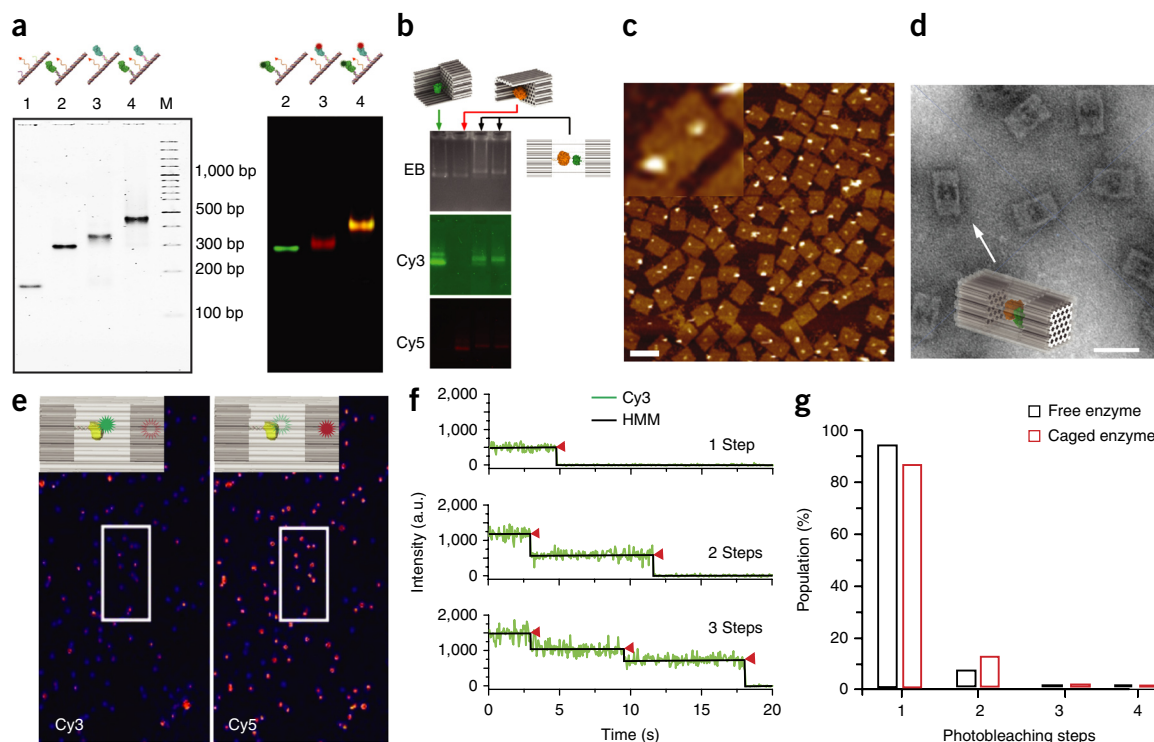 a
1 2 3 4 M
1,000 bp
500 bp
300 bp
200 bp
100 bp
2 3 4
b
EB
Cy3
Cy5
c
d
e
Cy3
Cy5
f
Cy3
HMM
Intensity (a.u.)
2,000
1,000
0
1 Step
2,000
1,000
0
2 Steps
2,000
1,000
0
3 Steps
0 5 10 15 20
Time (s)
g
Free enzyme
Caged enzyme
Population (%)
100
80
60
40
20
0
1 2 3 4
Photobleaching steps